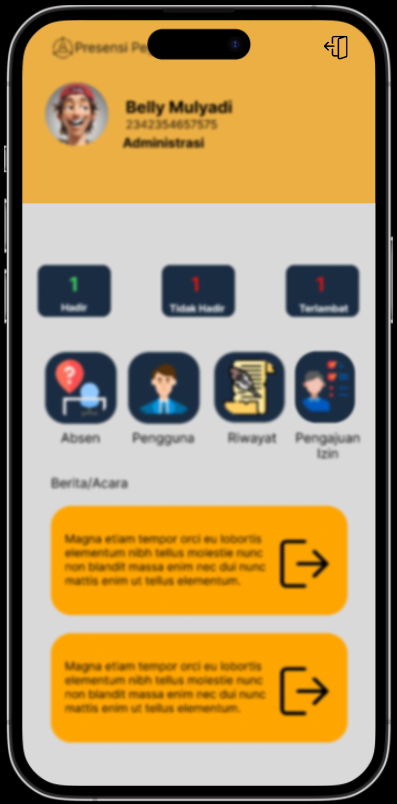 Presensi Pe
Belly Mulyadi
2342354657575
Administrasi
1
Hadir
1
Tidak Hadir
1
Terlambat
Absen
Pengguna
Riwayat
Pengajuan
Izin
Berita/Acara
Magna etiam tempor orci eu lobortis
elementum nibh tellus molestie nunc
non blandit massa enim nec dui nunc
mattis enim ut tellus elementum.
Magna etiam tempor orci eu lobortis
elementum nibh tellus molestie nunc
non blandit massa enim nec dui nunc
mattis enim ut tellus elementum.